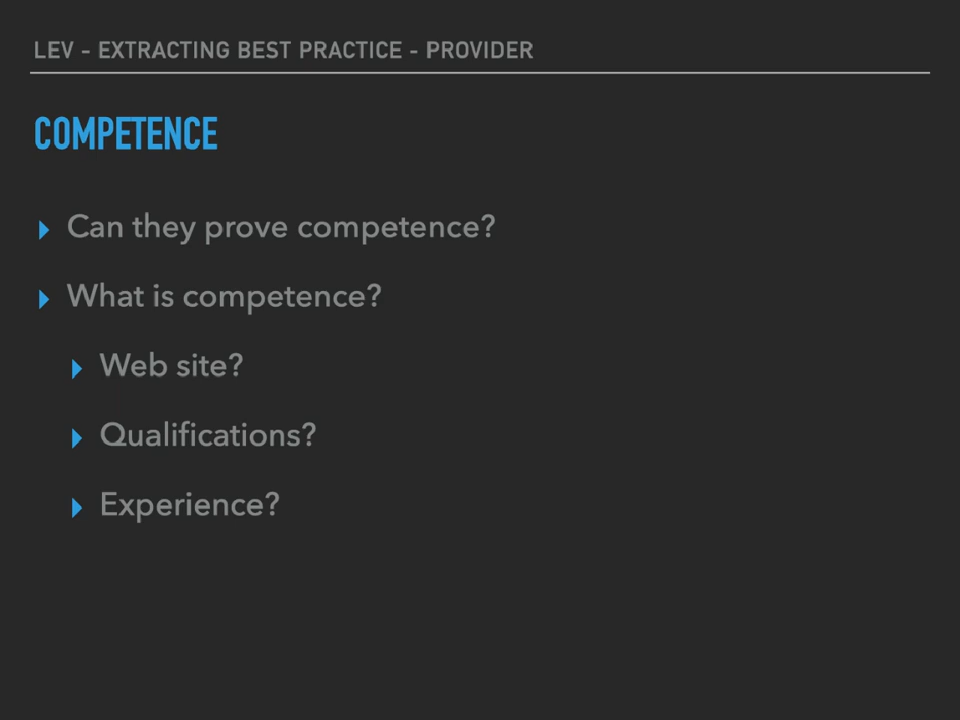 LEV - EXTRACTING BEST PRACTICE - PROVIDER
COMPETENCE
Can they prove competence?
What is competence?
Web site?
Qualifications?
Experience?